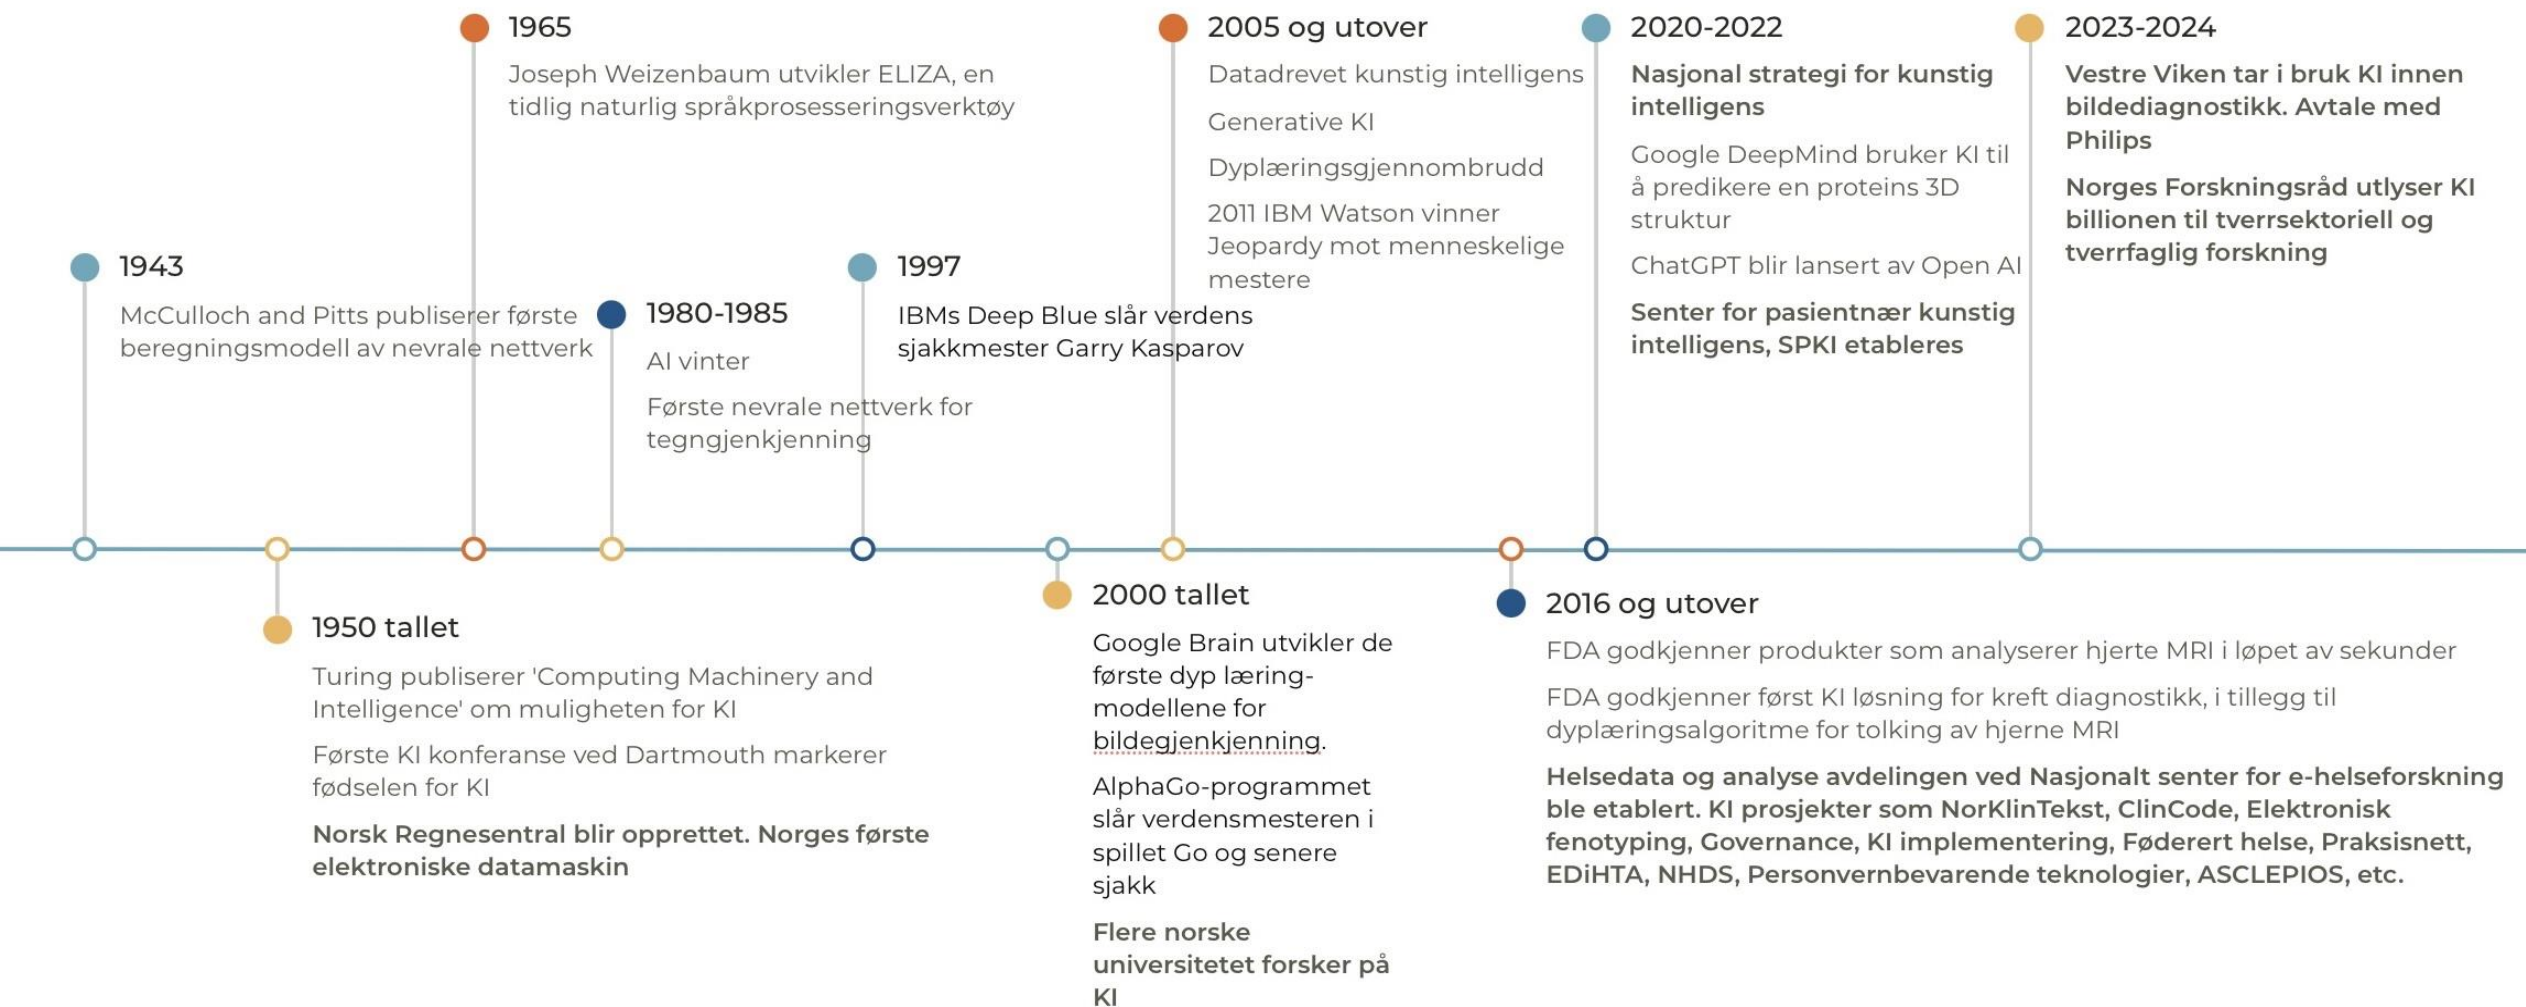 1943
McCulloch and Pitts publiserer første
beregningsmodell av nevrale nettverk
1950 tallet
Turing publiserer 'Computing Machinery and
Intelligence' om muligheten for KI
Første KI konferanse ved Dartmouth markerer
fødselen for KI
Norsk Regnesentral blir opprettet. Norges første
elektroniske datamaskin
1965
Joseph Weizenbaum utvikler ELIZA, en
tidlig naturlig språkprosesseringsverktøy
1980-1985
AI vinter
Første nevrale nettverk for
tegngjenkjenning
1997
IBMs Deep Blue slår verdens
sjakkmester Garry Kasparov
2000 tallet
Google Brain utvikler de
første dyp læring-
modellene for
bildegjenkjenning.
AlphaGo-programmet
slår verdensmesteren i
spillet Go og senere
sjakk
Flere norske
universitetet forsker på
KI
2005 og utover
Datadrevet kunstig intelligens
Generative KI
Dyplæringsgjennombrudd
2011 IBM Watson vinner
Jeopardy mot menneskelige
mestere
2016 og utover
FDA godkjenner produkter som analyserer hjerte MRI i løpet av sekunder
FDA godkjenner først KI løsning for kreft diagnostikk, i tillegg til
dyplæringsalgoritme for tolking av hjerne MRI
Helsedata og analyse avdelingen ved Nasjonalt senter for e-helseforskning
ble etablert. KI prosjekter som NorKlinTekst, ClinCode, Elektronisk
fenotyping, Governance, KI implementering, Føderert helse, Praksisnett,
EDiHTA, NHDS, Personvernbevarende teknologier, ASCLEPIOS, etc.
2020-2022
Nasjonal strategi for kunstig
intelligens
Google DeepMind bruker KI til
å predikere en proteins 3D
struktur
ChatGPT blir lansert av Open AI
Senter for pasientnær kunstig
intelligens, SPKI etableres
2023-2024
Vestre Viken tar i bruk KI innen
bildediagnostikk. Avtale med
Philips
Norges Forskningsråd utlyser KI
billionen til tverrsektoriell og
tverrfaglig forskning